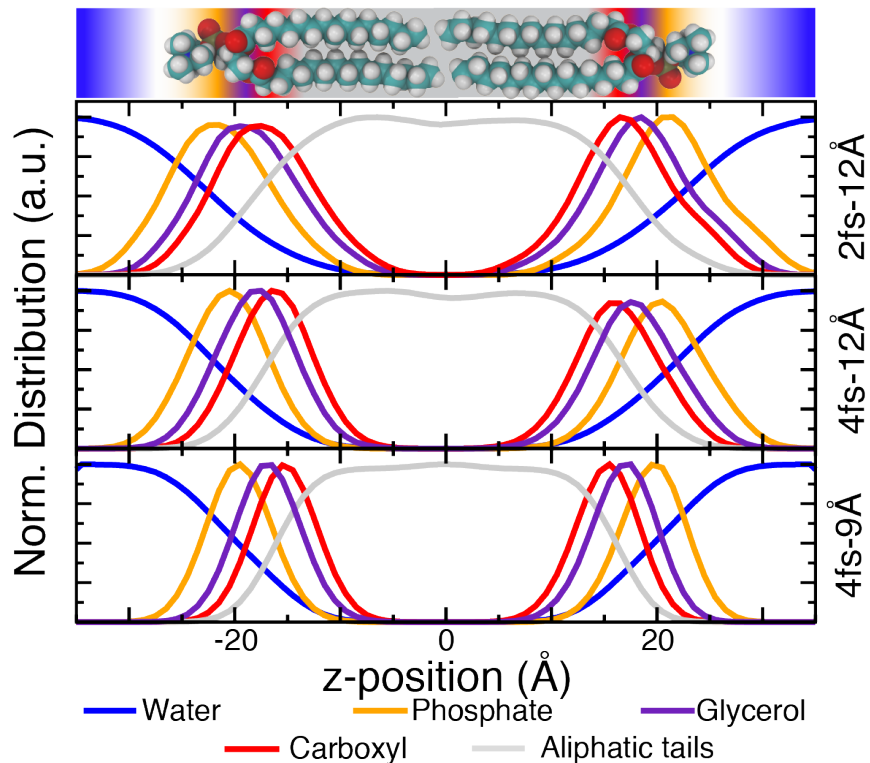 Norm. Distribution (a.u.)
2fs-12Å
4fs-12Å
4fs-9Å
-20 0 20
z-position (Å)
Water Phosphate Glycerol
Carboxyl Aliphatic tails